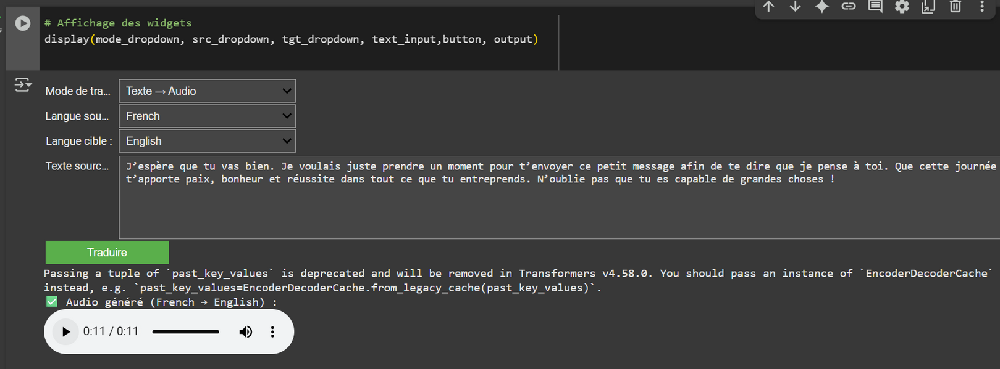 # Affichage des widgets
display(mode_dropdown, src_dropdown, tgt_dropdown, text_input,button, output)
Mode de tra... Texte → Audio
Langue sou... French
Langue cible : English
Texte sourc... J’espère que tu vas bien. Je voulais juste prendre un moment pour t’envoyer ce petit message afin de te dire que je pense à toi. Que cette journée
t’apporte paix, bonheur et réussite dans tout ce que tu entreprends. N’oublie pas que tu es capable de grandes choses !
Traduire
Passing a tuple of `past_key_values` is deprecated and will be removed in Transformers v4.58.0. You should pass an instance of `EncoderDecoderCache`
instead, e.g. `past_key_values=EncoderDecoderCache.from_legacy_cache(past_key_values)`.
✅ Audio généré (French → English) :
0:11 / 0:11